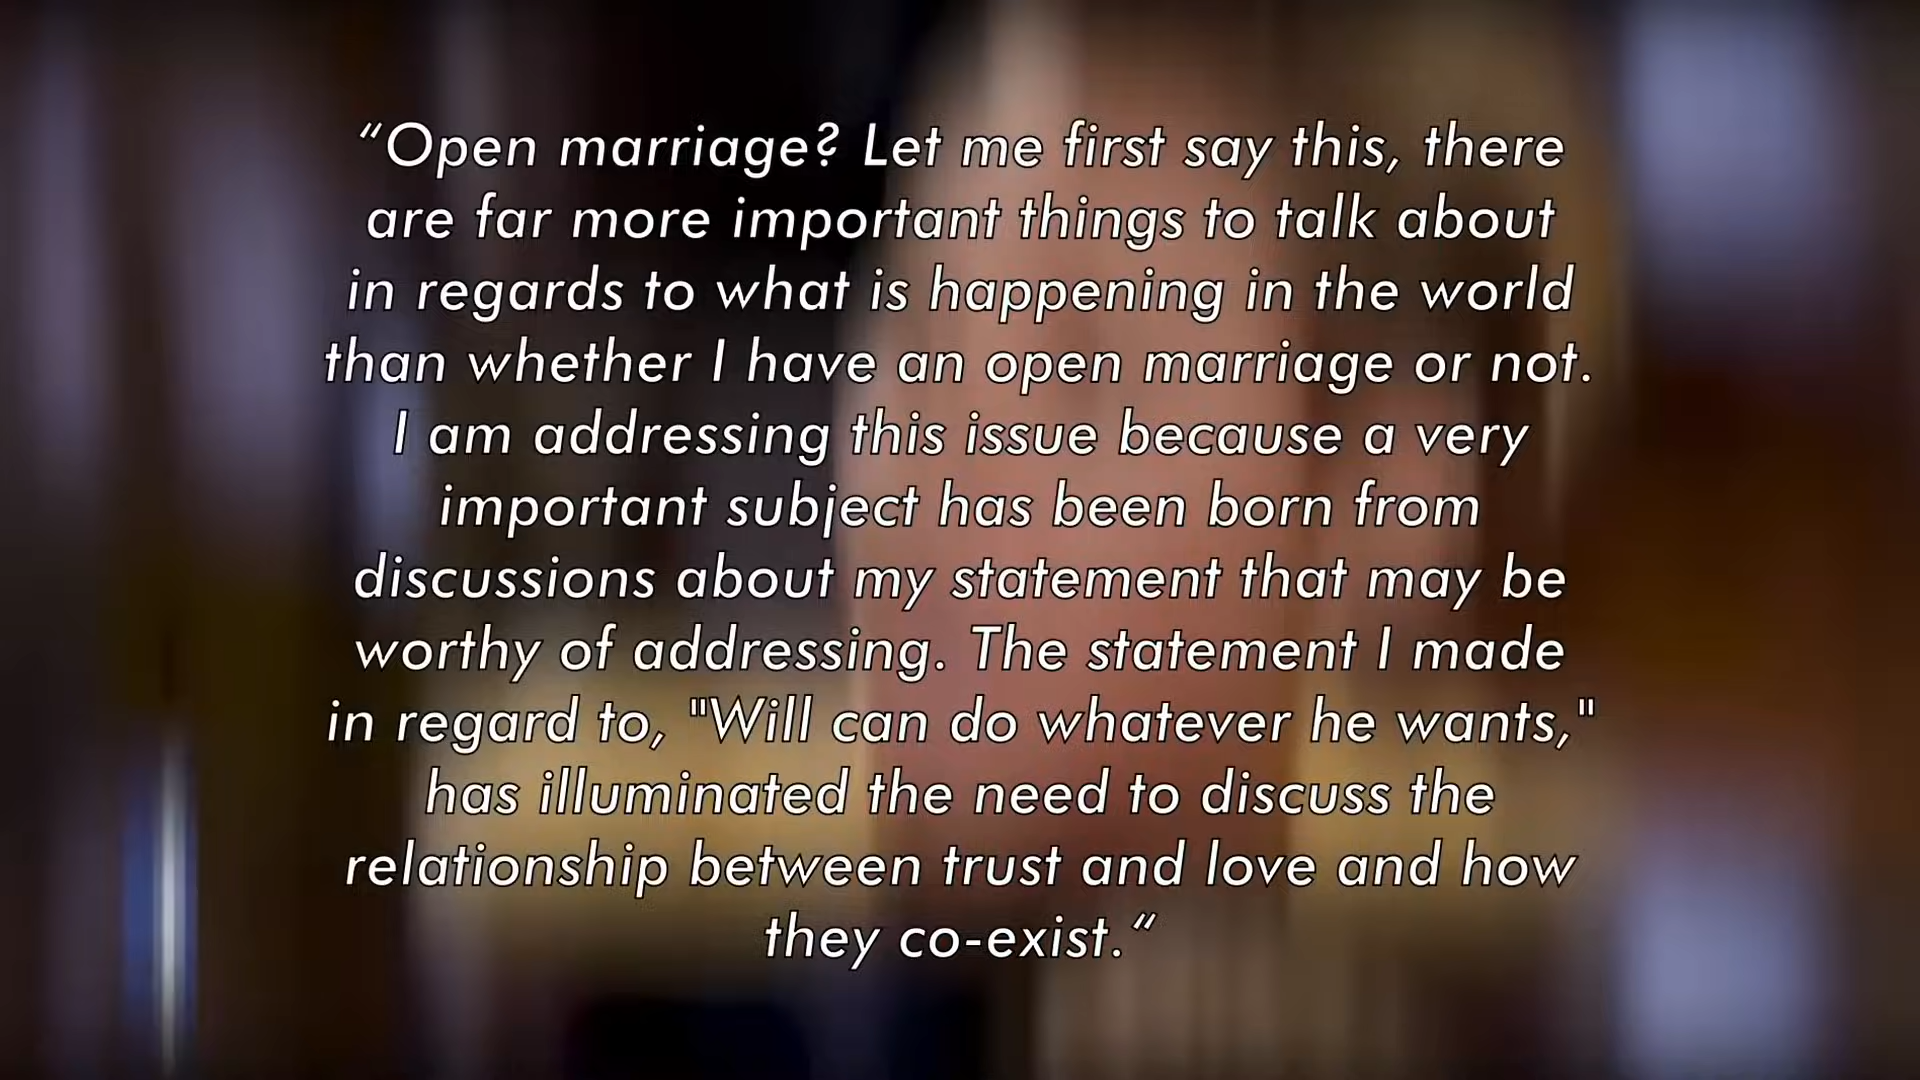 “Open marriage? Let me first say this, there
are far more important things to talk about
in regards to what is happening in the world
than whether I have an open marriage or not.
I am addressing this issue because a very
important subject has been born from
discussions about my statement that may be
worthy of addressing. The statement I made
in regard to, "Will can do whatever he wants,"
has illuminated the need to discuss the
relationship between trust and love and how
they co-exist.“